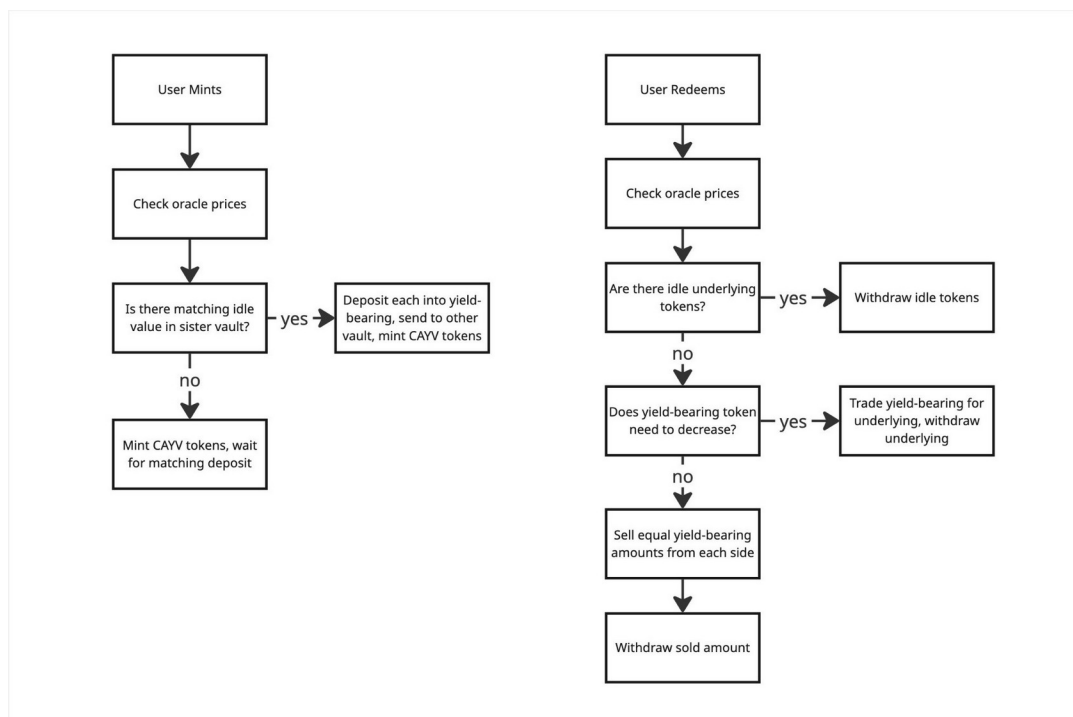 User Mints
Check oracle prices
Is there matching idle
value in sister vault?
yes
Deposit each into yield-
bearing, send to other
vault, mint CAYV tokens
no
Mint CAYV tokens, wait
for matching deposit
User Redeems
Check oracle prices
Are there idle underlying
tokens?
yes
Withdraw idle tokens
no
Does yield-bearing token
need to decrease?
yes
Trade yield-bearing for
underlying, withdraw
underlying
no
Sell equal yield-bearing
amounts from each side
Withdraw sold amount